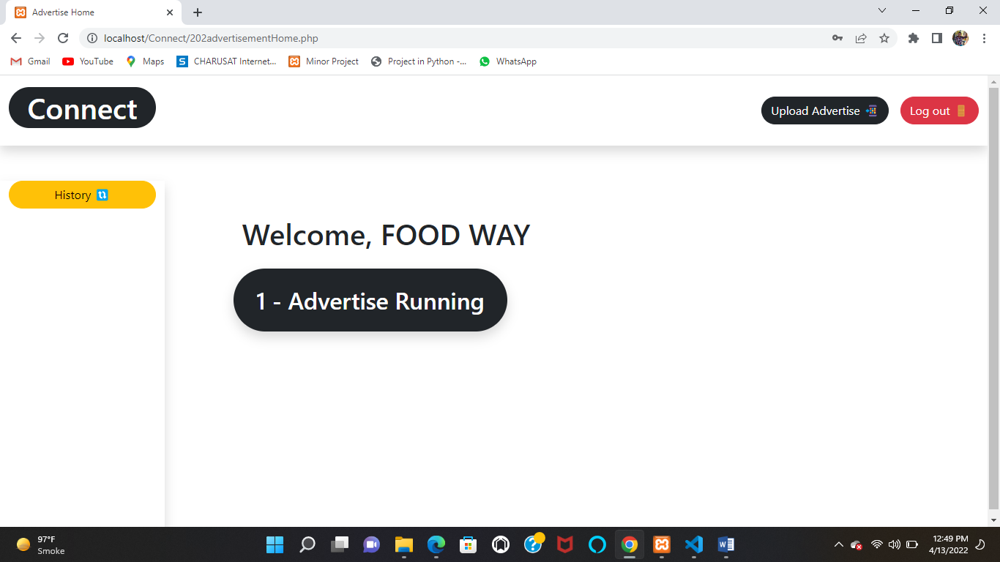 Advertise Home
localhost/Connect/202advertisementHome.php
Gmail
YouTube
Maps
CHARUSAT Internet...
Minor Project
Project in Python -...
WhatsApp
Connect
Upload Advertise
Log out
History
Welcome, FOOD WAY
1 - Advertise Running
97°F
Smoke
12:49 PM
4/13/2022